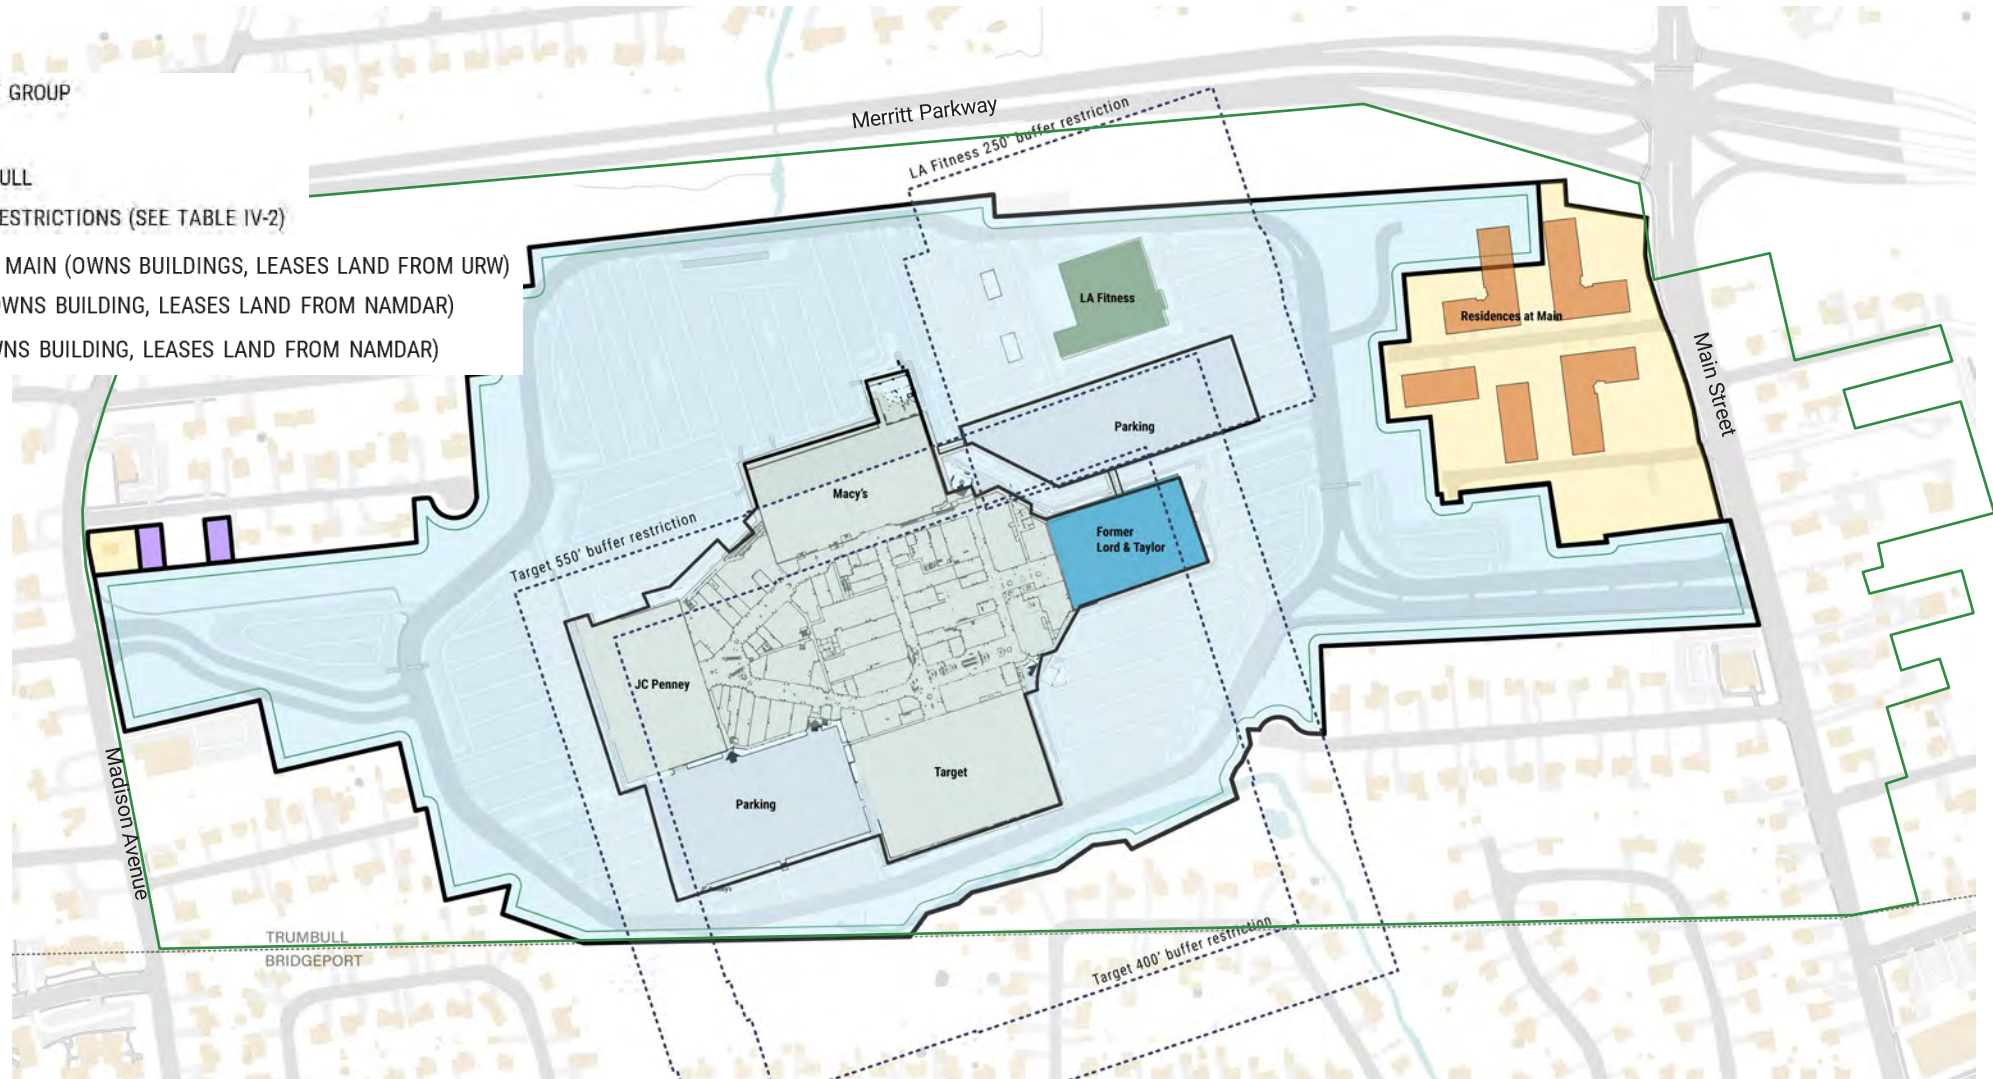 GROUP
ULL
ESTRICTIONS (SEE TABLE IV-2)
MAIN (OWNS BUILDINGS, LEASES LAND FROM URW)
OWNS BUILDING, LEASES LAND FROM NAMDAR)
WNS BUILDING, LEASES LAND FROM NAMDAR)
Merritt Parkway
LA Fitness 250' buffer restriction
LA Fitness
Residences at Main
Main Street
Parking
Macy's
Former
Lord & Taylor
Target 550' buffer restriction
JC Penney
Target
Parking
Madison Avenue
TRUMBULL
BRIDGEPORT
Target 400' buffer restriction